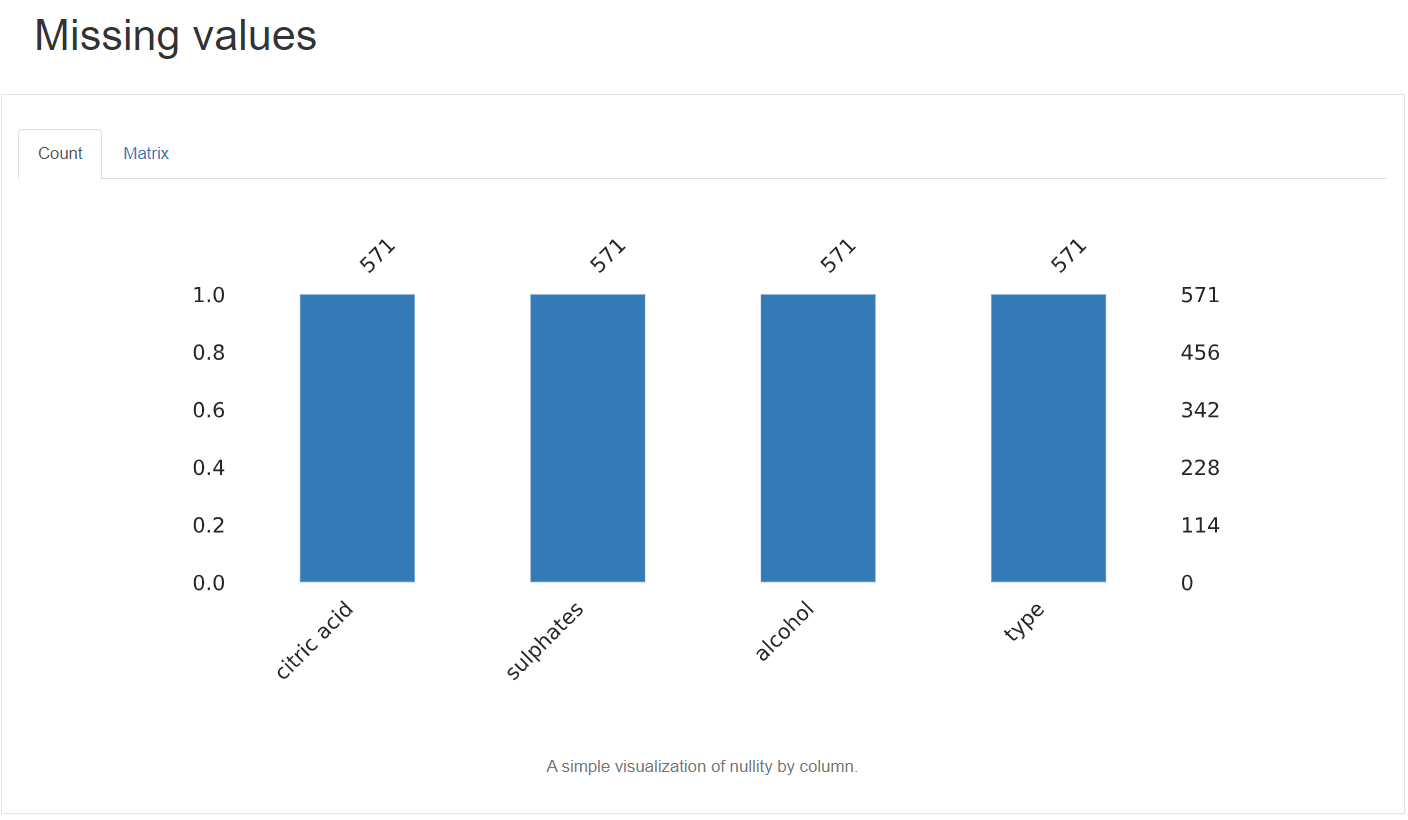 Missing values
Count Matrix
571 571 571 571
1.0 571
0.8 456
0.6 342
0.4 228
0.2 114
0.0 0
citric acid sulphates alcohol type
A simple visualization of nullity by column.